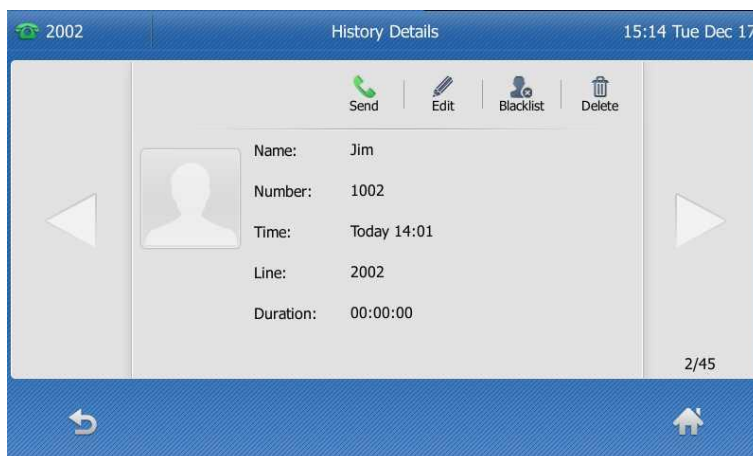 2002 History Details 15:14 Tue Dec 17
Send Edit Blacklist Delete
Name: Jim
Number: 1002
Time: Today 14:01
Line: 2002
Duration: 00:00:00
2/45